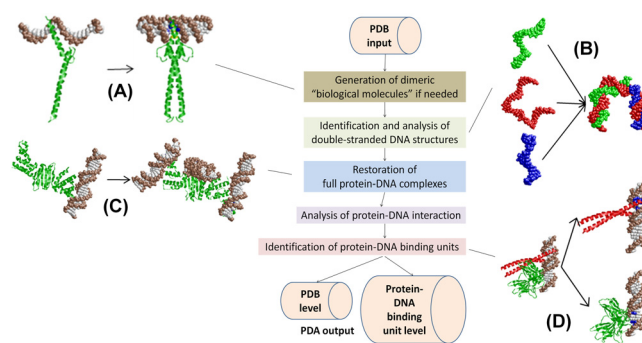 PDB
input
(A)
(B)
Generation of dimeric
"biological molecules" if needed
Identification and analysis of
double-stranded DNA structures
Restoration of
full protein-DNA complexes
(C)
Analysis of protein-DNA interaction
Identification of protein-DNA binding units
PDB
level
Protein-
DNA
binding
unit level
PDA output
(D)